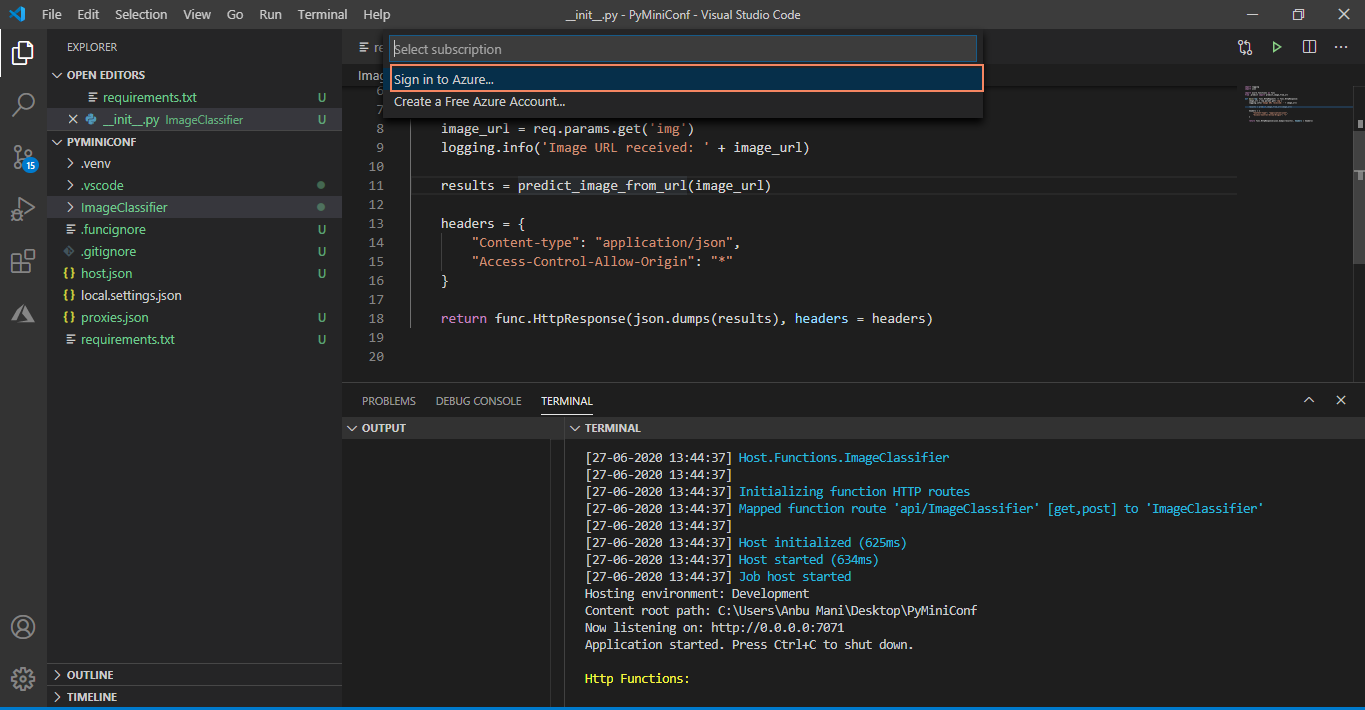 File Edit Selection View Go Run Terminal Help
__init__.py - PyMiniConf - Visual Studio Code
EXPLORER
OPEN EDITORS
requirements.txt U
__init__.py ImageClassifier U
PYMINICONF
.venv
.vscode
ImageClassifier
.funcignore U
.gitignore U
host.json U
local.settings.json
proxies.json U
requirements.txt U
OUTLINE
TIMELINE
15
Select subscription
Sign in to Azure...
Create a Free Azure Account...
6
7
8 image_url = req.params.get('img')
9 logging.info('Image URL received: ' + image_url)
10
11 results = predict_image_from_url(image_url)
12
13 headers = {
14 "Content-type": "application/json",
15 "Access-Control-Allow-Origin": "*"
16 }
17
18 return func.HttpResponse(json.dumps(results), headers = headers)
19
20
PROBLEMS DEBUG CONSOLE TERMINAL
OUTPUT
TERMINAL
[27-06-2020 13:44:37] Host.Functions.ImageClassifier
[27-06-2020 13:44:37]
[27-06-2020 13:44:37] Initializing function HTTP routes
[27-06-2020 13:44:37] Mapped function route 'api/ImageClassifier' [get,post] to 'ImageClassifier'
[27-06-2020 13:44:37]
[27-06-2020 13:44:37] Host initialized (625ms)
[27-06-2020 13:44:37] Host started (634ms)
[27-06-2020 13:44:37] Job host started
Hosting environment: Development
Content root path: C:\Users\Anbu Mani\Desktop\PyMiniConf
Now listening on: http://0.0.0.0:7071
Application started. Press Ctrl+C to shut down.
Http Functions: